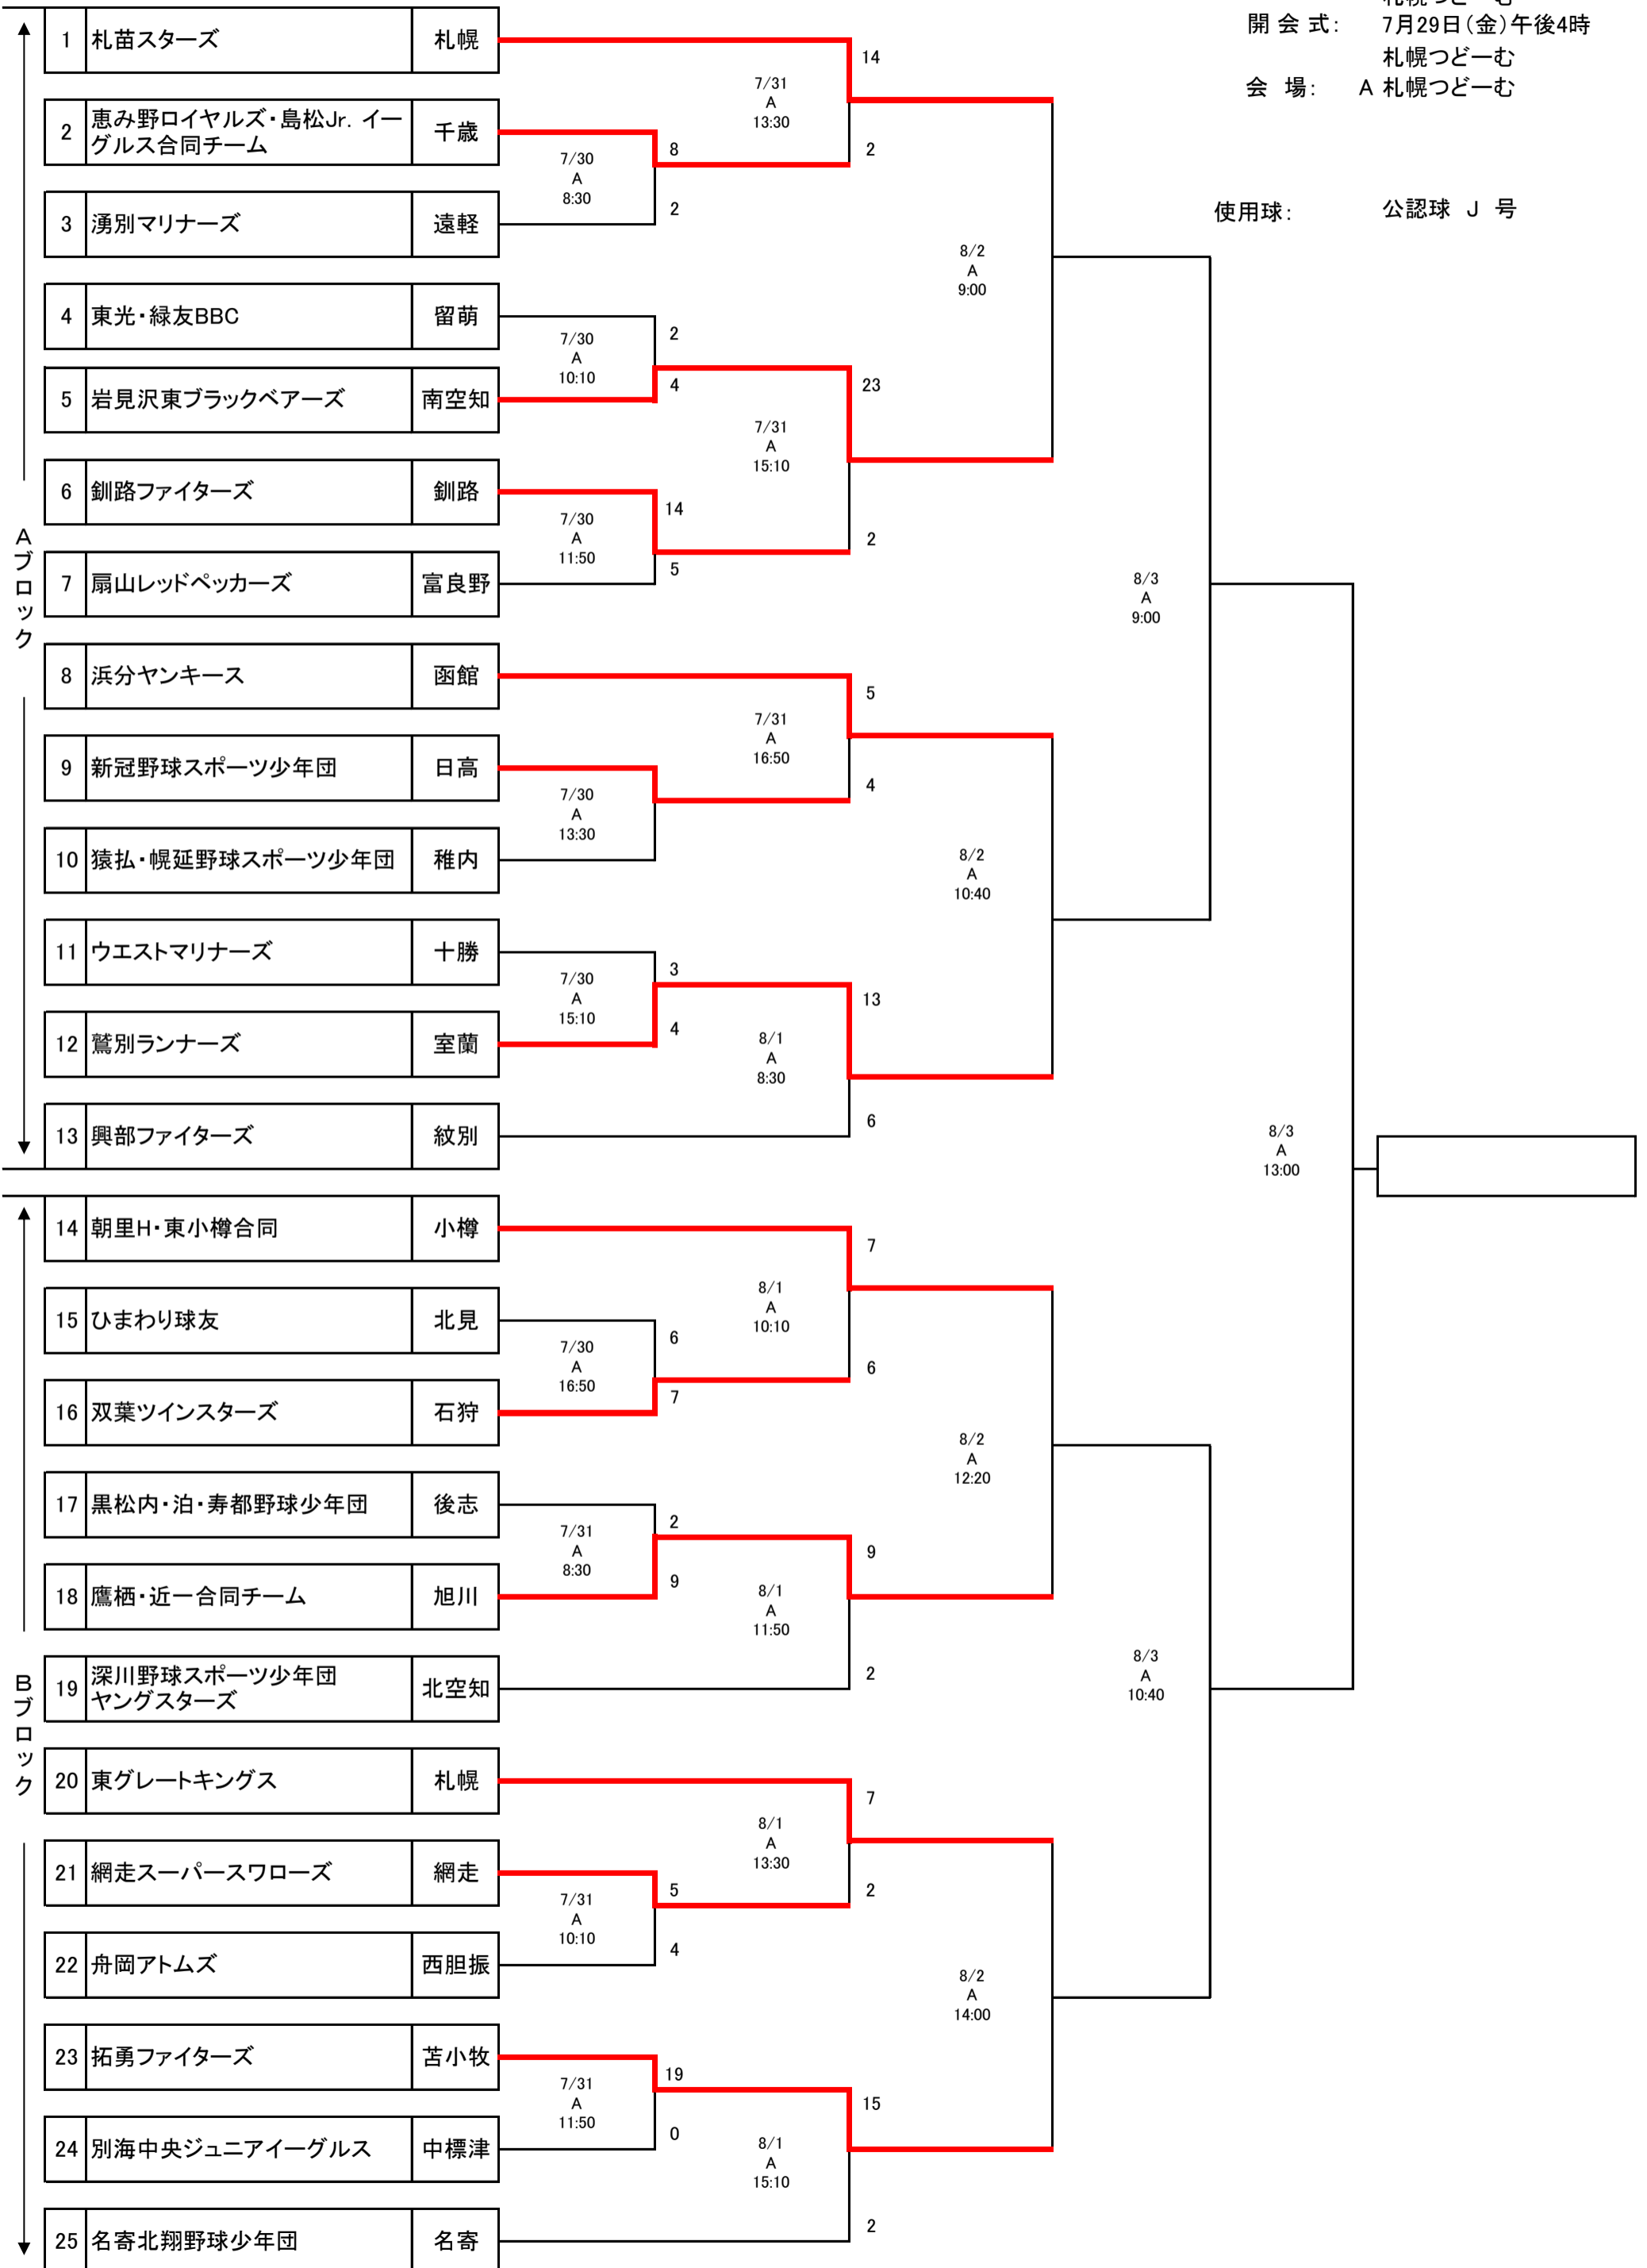 札幌つどーむ
開 会 式： 7月29日（金）午後4時
札幌つどーむ
会 場： A 札幌つどーむ
使用球： 公認球 J 号
Aブロック
1 札苗スターズ 札幌
2 恵み野ロイヤルズ・島松Jr. イー
グルス合同チーム 千歳
3 湧別マリナーズ 遠軽
4 東光・緑友BBC 留萌
5 岩見沢東ブラックベアーズ 南空知
6 釧路ファイターズ 釧路
7 扇山レッドペッカーズ 富良野
8 浜分ヤンキース 函館
9 新冠野球スポーツ少年団 日高
10 猿払・幌延野球スポーツ少年団 稚内
11 ウエストマリナーズ 十勝
12 鷲別ランナーズ 室蘭
13 興部ファイターズ 紋別
Bブロック
14 朝里H・東小樽合同 小樽
15 ひまわり球友 北見
16 双葉ツインスターズ 石狩
17 黒松内・泊・寿都野球少年団 後志
18 鷹栖・近一合同チーム 旭川
19 深川野球スポーツ少年団
ヤングスターズ 北空知
20 東グレートキングス 札幌
21 網走スーパースワローズ 網走
22 舟岡アトムズ 西胆振
23 拓勇ファイターズ 苫小牧
24 別海中央ジュニアイーグルス 中標津
25 名寄北翔野球少年団 名寄
7/30
A
8:30
8
2
7/30
A
10:10
2
4
7/30
A
11:50
14
5
7/30
A
13:30
7/30
A
15:10
3
4
7/30
A
16:50
6
7
7/31
A
8:30
2
9
7/31
A
10:10
5
4
7/31
A
11:50
19
0
7/31
A
13:30
14
2
7/31
A
15:10
23
2
7/31
A
16:50
5
4
8/1
A
8:30
13
6
8/1
A
10:10
7
6
8/1
A
11:50
9
2
8/1
A
13:30
7
2
8/1
A
15:10
15
2
8/2
A
9:00
8/2
A
10:40
8/2
A
12:20
8/2
A
14:00
8/3
A
9:00
8/3
A
10:40
8/3
A
13:00